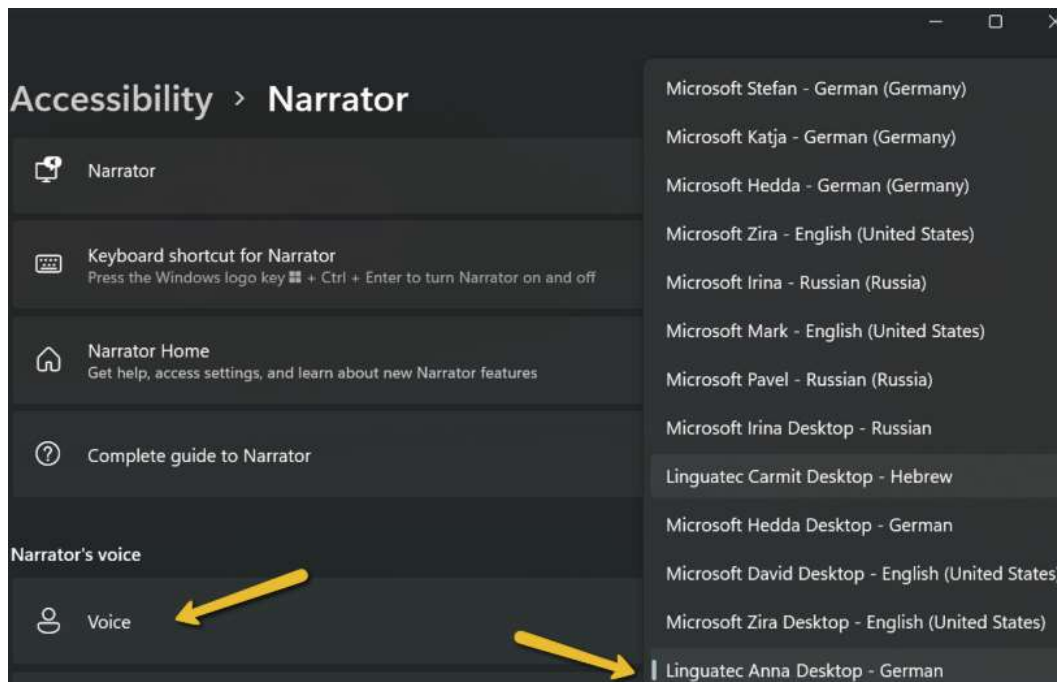 Accessibility > Narrator
Narrator
Keyboard shortcut for Narrator
Press the Windows logo key + Ctrl + Enter to turn Narrator on and off
Narrator Home
Get help, access settings, and learn about new Narrator features
Complete guide to Narrator
Narrator's voice
Voice
Microsoft Stefan - German (Germany)
Microsoft Katja - German (Germany)
Microsoft Hedda - German (Germany)
Microsoft Zira - English (United States)
Microsoft Irina - Russian (Russia)
Microsoft Mark - English (United States)
Microsoft Pavel - Russian (Russia)
Microsoft Irina Desktop - Russian
Linguatec Carmit Desktop - Hebrew
Microsoft Hedda Desktop - German
Microsoft David Desktop - English (United States)
Microsoft Zira Desktop - English (United States)
Linguatec Anna Desktop - German